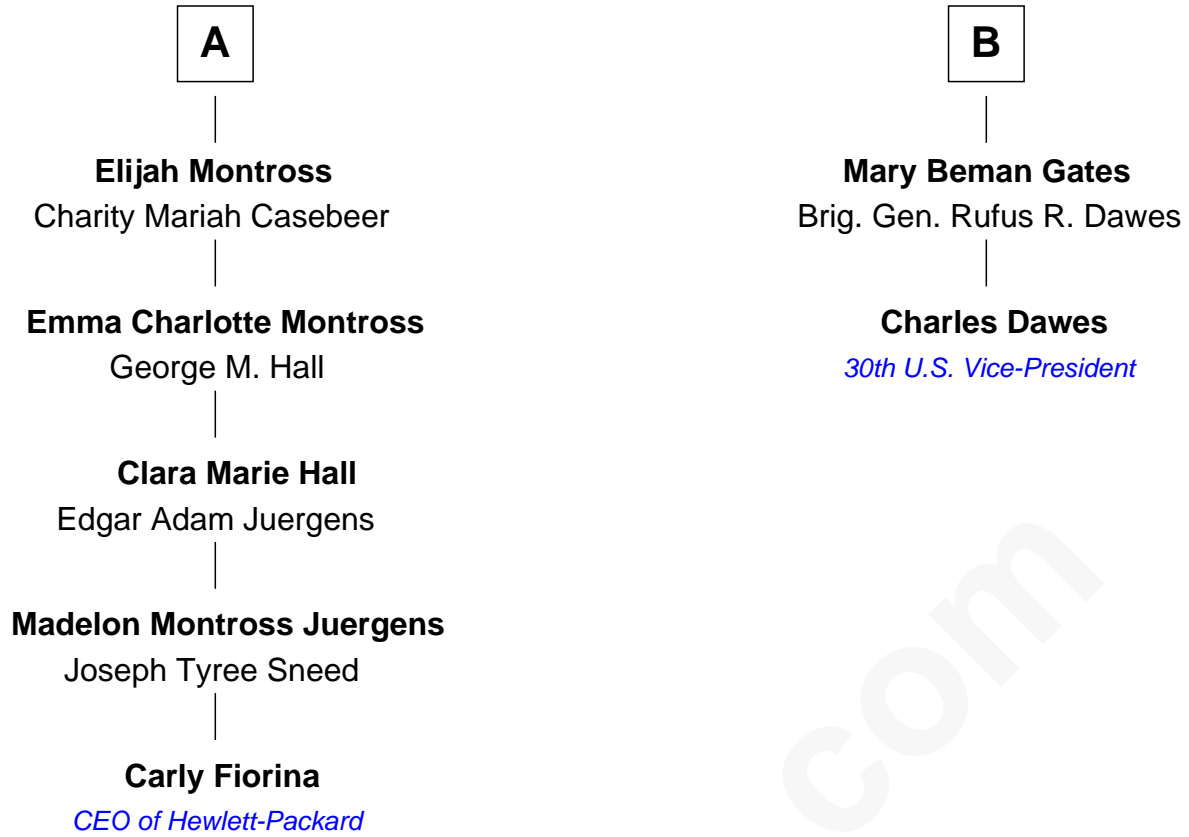 A
Elijah Montross
Charity Mariah Casebeer
Emma Charlotte Montross
George M. Hall
Clara Marie Hall
Edgar Adam Juergens
Madelon Montross Juergens
Joseph Tyree Sneed
Carly Fiorina
CEO of Hewlett-Packard
B
Mary Beman Gates
Brig. Gen. Rufus R. Dawes
Charles Dawes
30th U.S. Vice-President
com